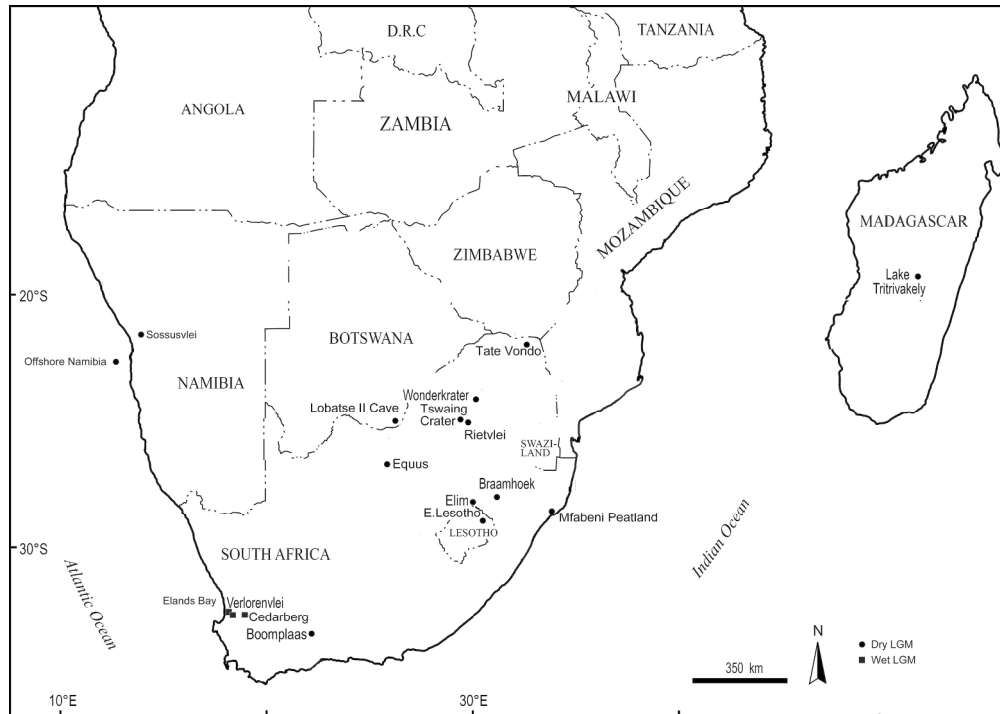 D.R.C
TANZANIA
ANGOLA
ZAMBIA
MALAWI
MOZAMBIQUE
MADAGASCAR
ZIMBABWE
Lake
Tritrivakely
20°S
Sossusvlei
BOTSWANA
Offshore Namibia
Tate Vondo
NAMIBIA
Wonderkrater
Tswaing
Crater
Lobatse II Cave
Rietvlei
SWAZI-
LAND
Equus
Braamhoek
Elim
E.Lesotho
Mfabeni Peatland
LESOTHO
Indian Ocean
30°S
SOUTH AFRICA
Atlantic Ocean
Elands Bay
Verlorenvlei
Cedarberg
Boomplaas
N
Dry LGM
Wet LGM
350 km
10°E
30°E